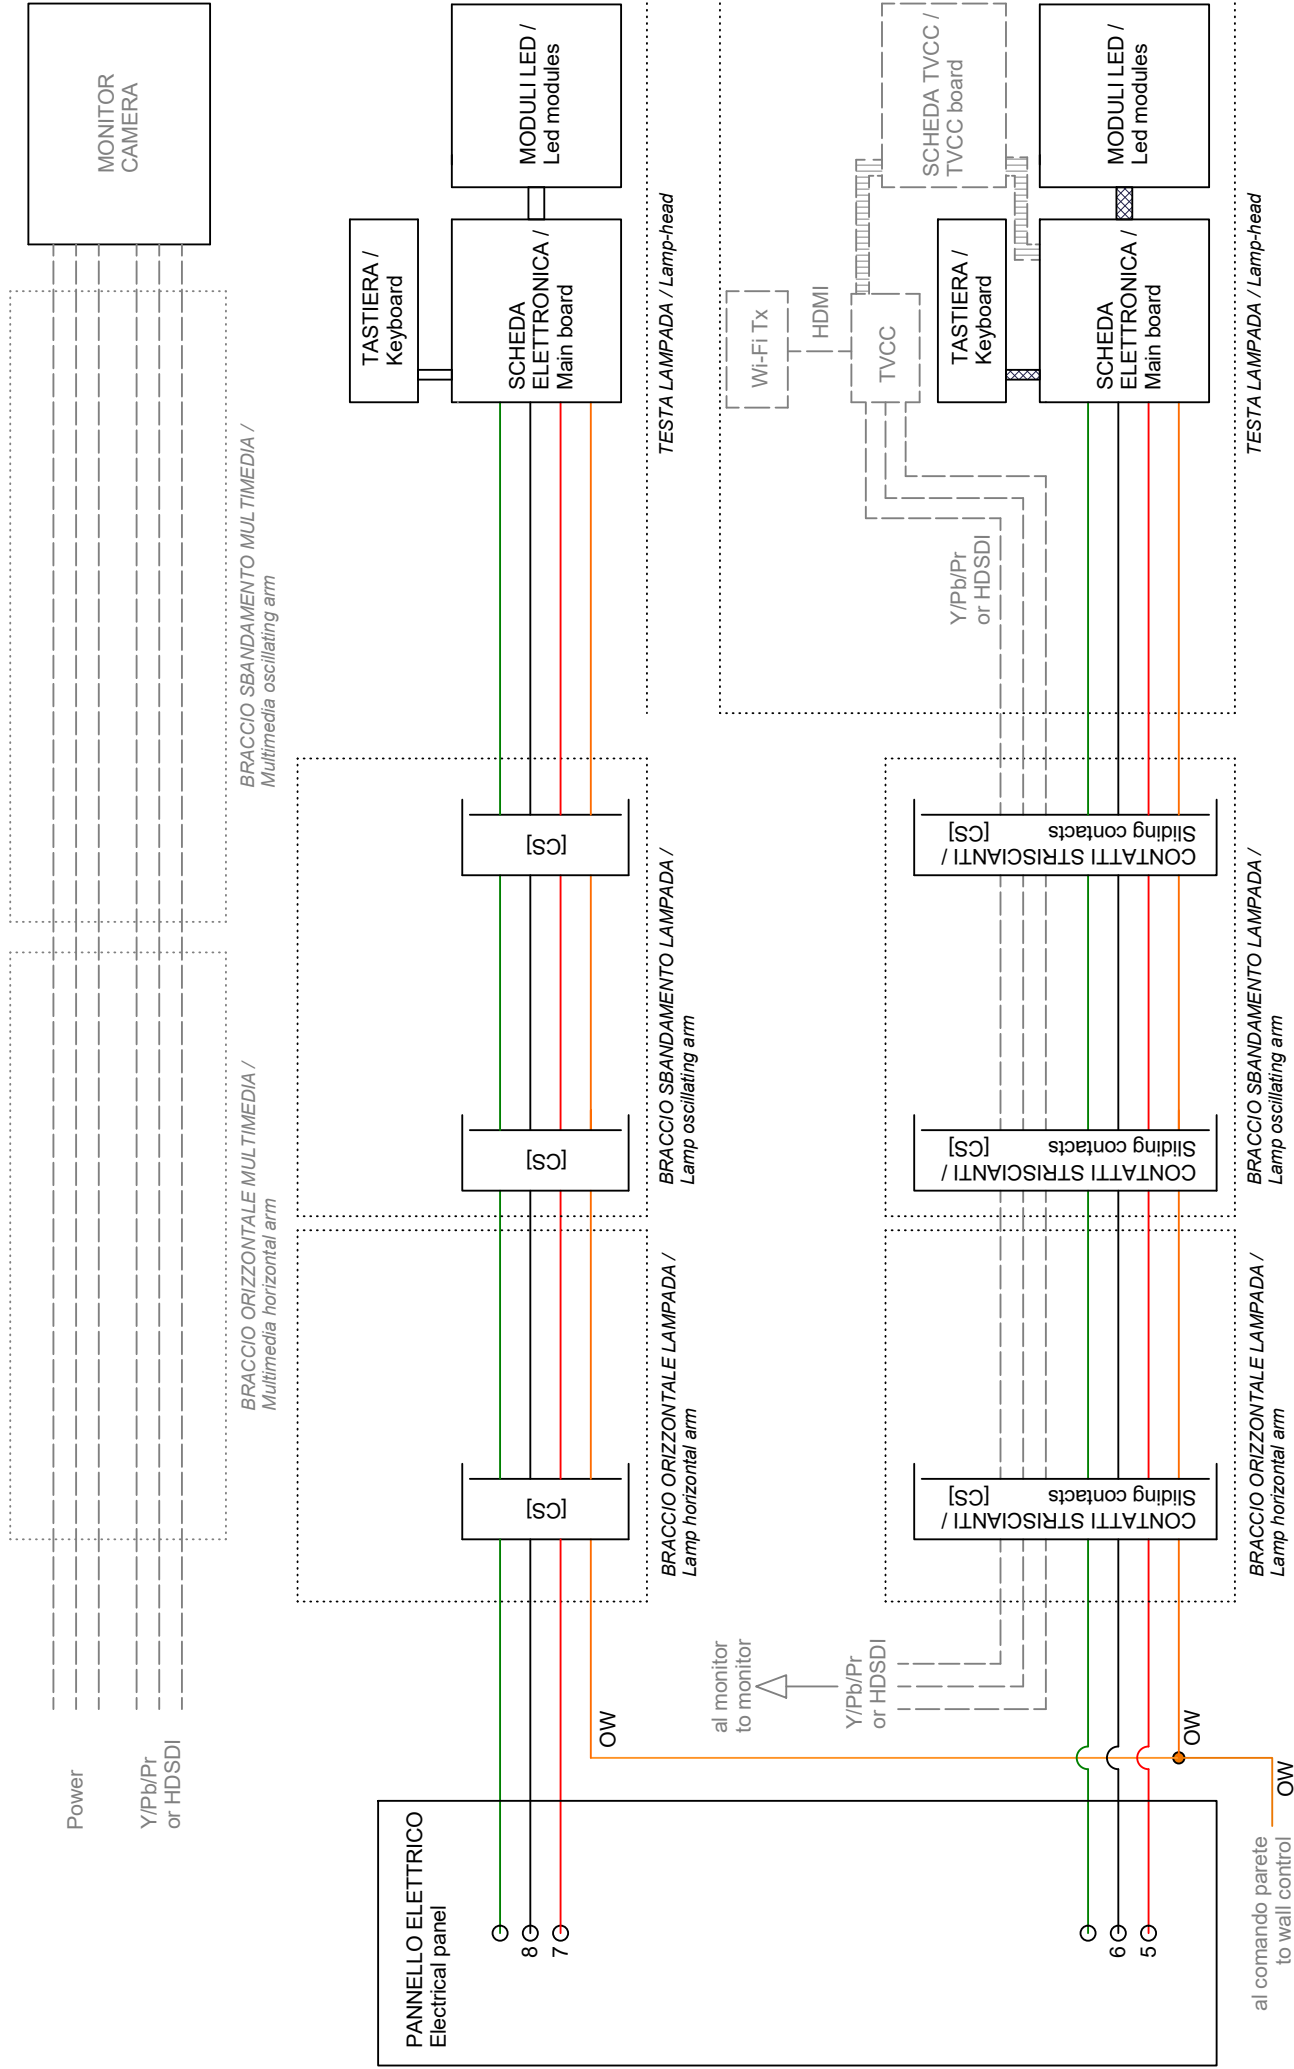 MONITOR
CAMERA
Power
Y/Pb/Pr
or HDSDI
BRACCIO SBANDAMENTO MULTIMEDIA /
Multimedia oscillating arm
BRACCIO ORIZZONTALE MULTIMEDIA /
Multimedia horizontal arm
MODULI LED /
Led modules
TASTIERA /
Keyboard
SCHEDA
ELETTRONICA /
Main board
TESTA LAMPADA / Lamp-head
[CS]
[CS]
[CS]
BRACCIO SBANDAMENTO LAMPADA /
Lamp oscillating arm
BRACCIO ORIZZONTALE LAMPADA /
Lamp horizontal arm
OW
PANNELLO ELETTRICO
Electrical panel
8
7
SCHEDA TVCC /
TVCC board
MODULI LED /
Led modules
Wi-Fi Tx
HDMI
TVCC
TASTIERA /
Keyboard
SCHEDA
ELETTRONICA /
Main board
TESTA LAMPADA / Lamp-head
Y/Pb/Pr
or HDSDI
CONTATTI STRISCIANTI /
Sliding contacts [CS]
CONTATTI STRISCIANTI /
Sliding contacts [CS]
CONTATTI STRISCIANTI /
Sliding contacts [CS]
BRACCIO SBANDAMENTO LAMPADA /
Lamp oscillating arm
BRACCIO ORIZZONTALE LAMPADA /
Lamp horizontal arm
al monitor
to monitor
Y/Pb/Pr
or HDSDI
OW
OW
6
5
al comando parete
to wall control